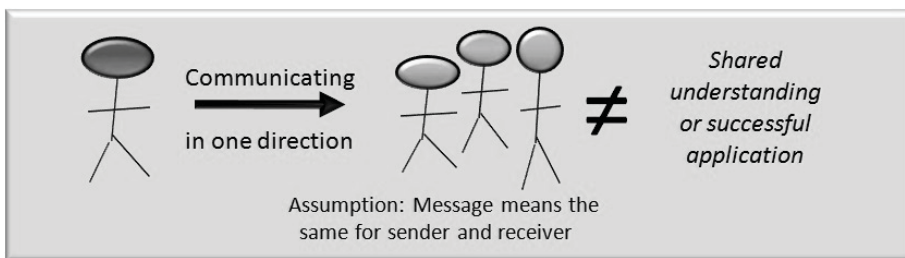 Communicating
in one direction
≠
Shared
understanding
or successful
application
Assumption: Message means the
same for sender and receiver